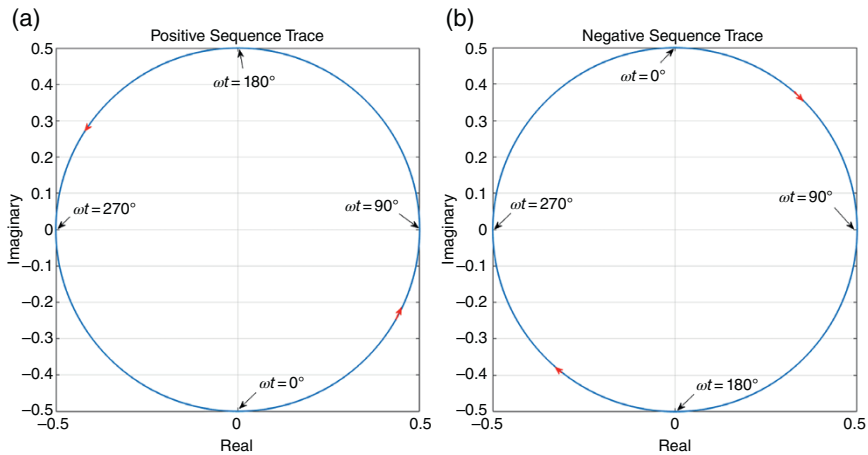 (a)
Positive Sequence Trace
Imaginary
0.5
0.4
0.3
0.2
0.1
0
−0.1
−0.2
−0.3
−0.4
−0.5
ωt = 180°
ωt = 270°
ωt = 90°
ωt = 0°
−0.5
0
0.5
Real
(b)
Negative Sequence Trace
Imaginary
0.5
0.4
0.3
0.2
0.1
0
−0.1
−0.2
−0.3
−0.4
−0.5
ωt = 0°
ωt = 270°
ωt = 90°
ωt = 180°
−0.5
0
0.5
Real